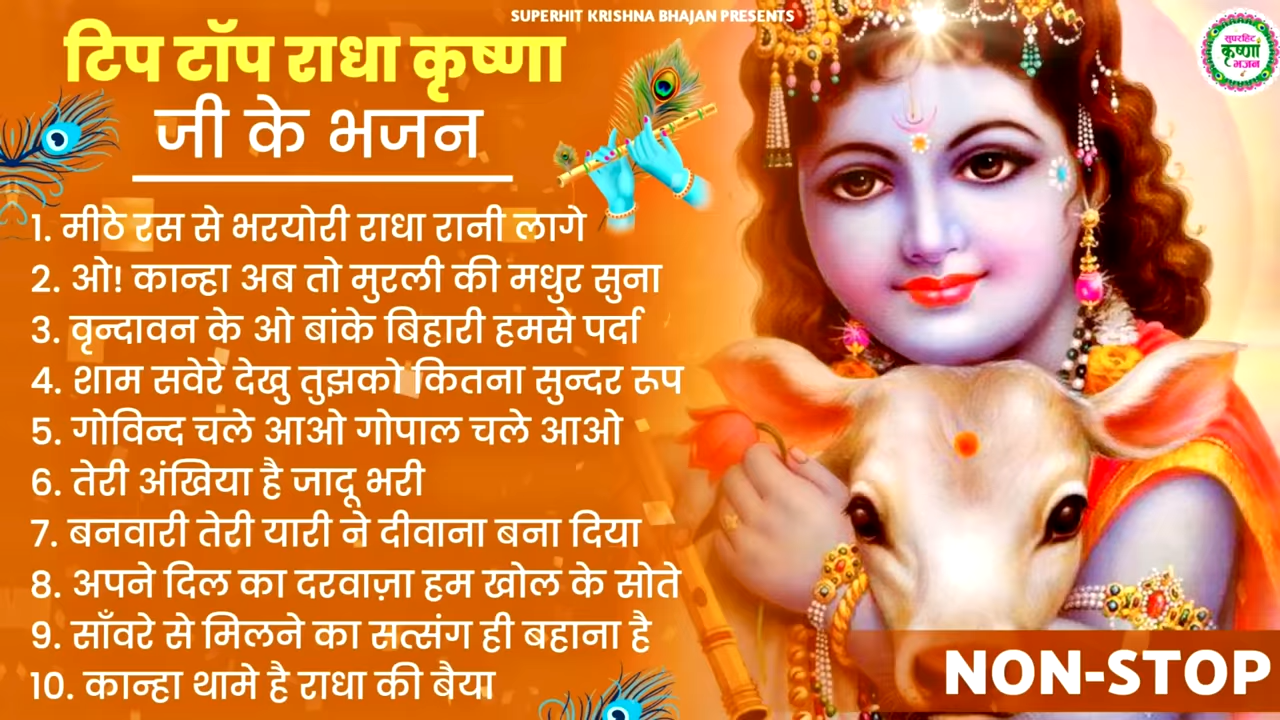 SUPERHIT KRISHNA BHAJAN PRESENTS
टिप टॉप राधा कृष्णा
जी के भजन
सुपरहिट
कृष्णा
भजन
1. मीठे रस से भरयोरी राधा रानी लागे
2. ओ! कान्हा अब तो मुरली की मधुर सुना
3. वृन्दावन के ओ बांके बिहारी हमसे पर्दा
4. शाम सवेरे देखु तुझको कितना सुन्दर रूप
5. गोविन्द चले आओ गोपाल चले आओ
6. तेरी अंखिया है जादू भरी
7. बनवारी तेरी यारी ने दीवाना बना दिया
8. अपने दिल का दरवाज़ा हम खोल के सोते
9. साँवरे से मिलने का सत्संग ही बहाना है
10. कान्हा थामे है राधा की बैया
NON-STOP